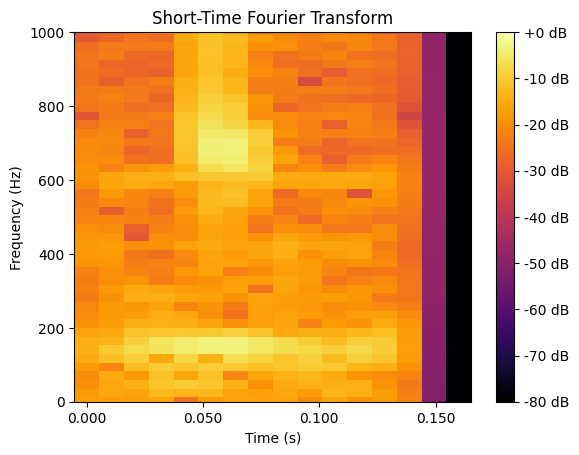 Short-Time Fourier Transform
1000
800
600
400
200
0
Frequency (Hz)
0.000
0.050
0.100
0.150
Time (s)
+0 dB
-10 dB
-20 dB
-30 dB
-40 dB
-50 dB
-60 dB
-70 dB
-80 dB